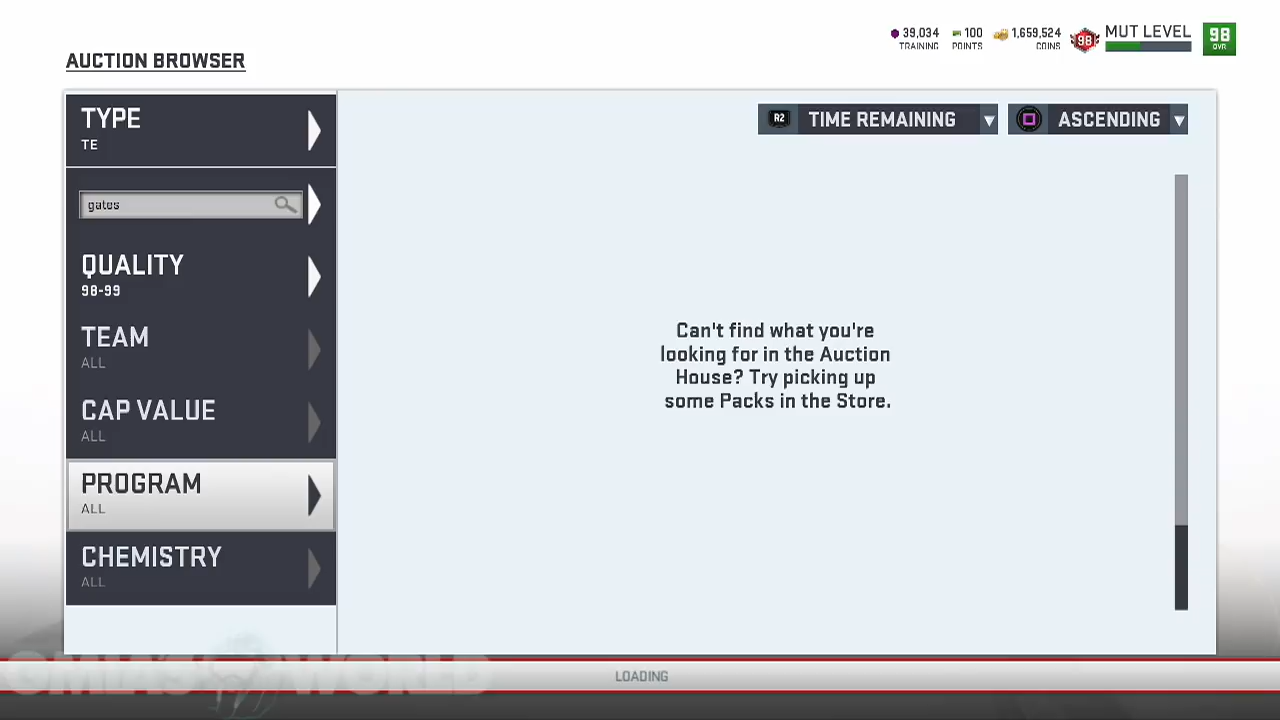 39,034
TRAINING
100
POINTS
1,659,524
COINS
98
MUT LEVEL
98
OVR
AUCTION BROWSER
TYPE
TE
R2 TIME REMAINING
ASCENDING
gates
QUALITY
98-99
TEAM
ALL
CAP VALUE
ALL
PROGRAM
ALL
CHEMISTRY
ALL
Can't find what you're
looking for in the Auction
House? Try picking up
some Packs in the Store.
LOADING
WORLD